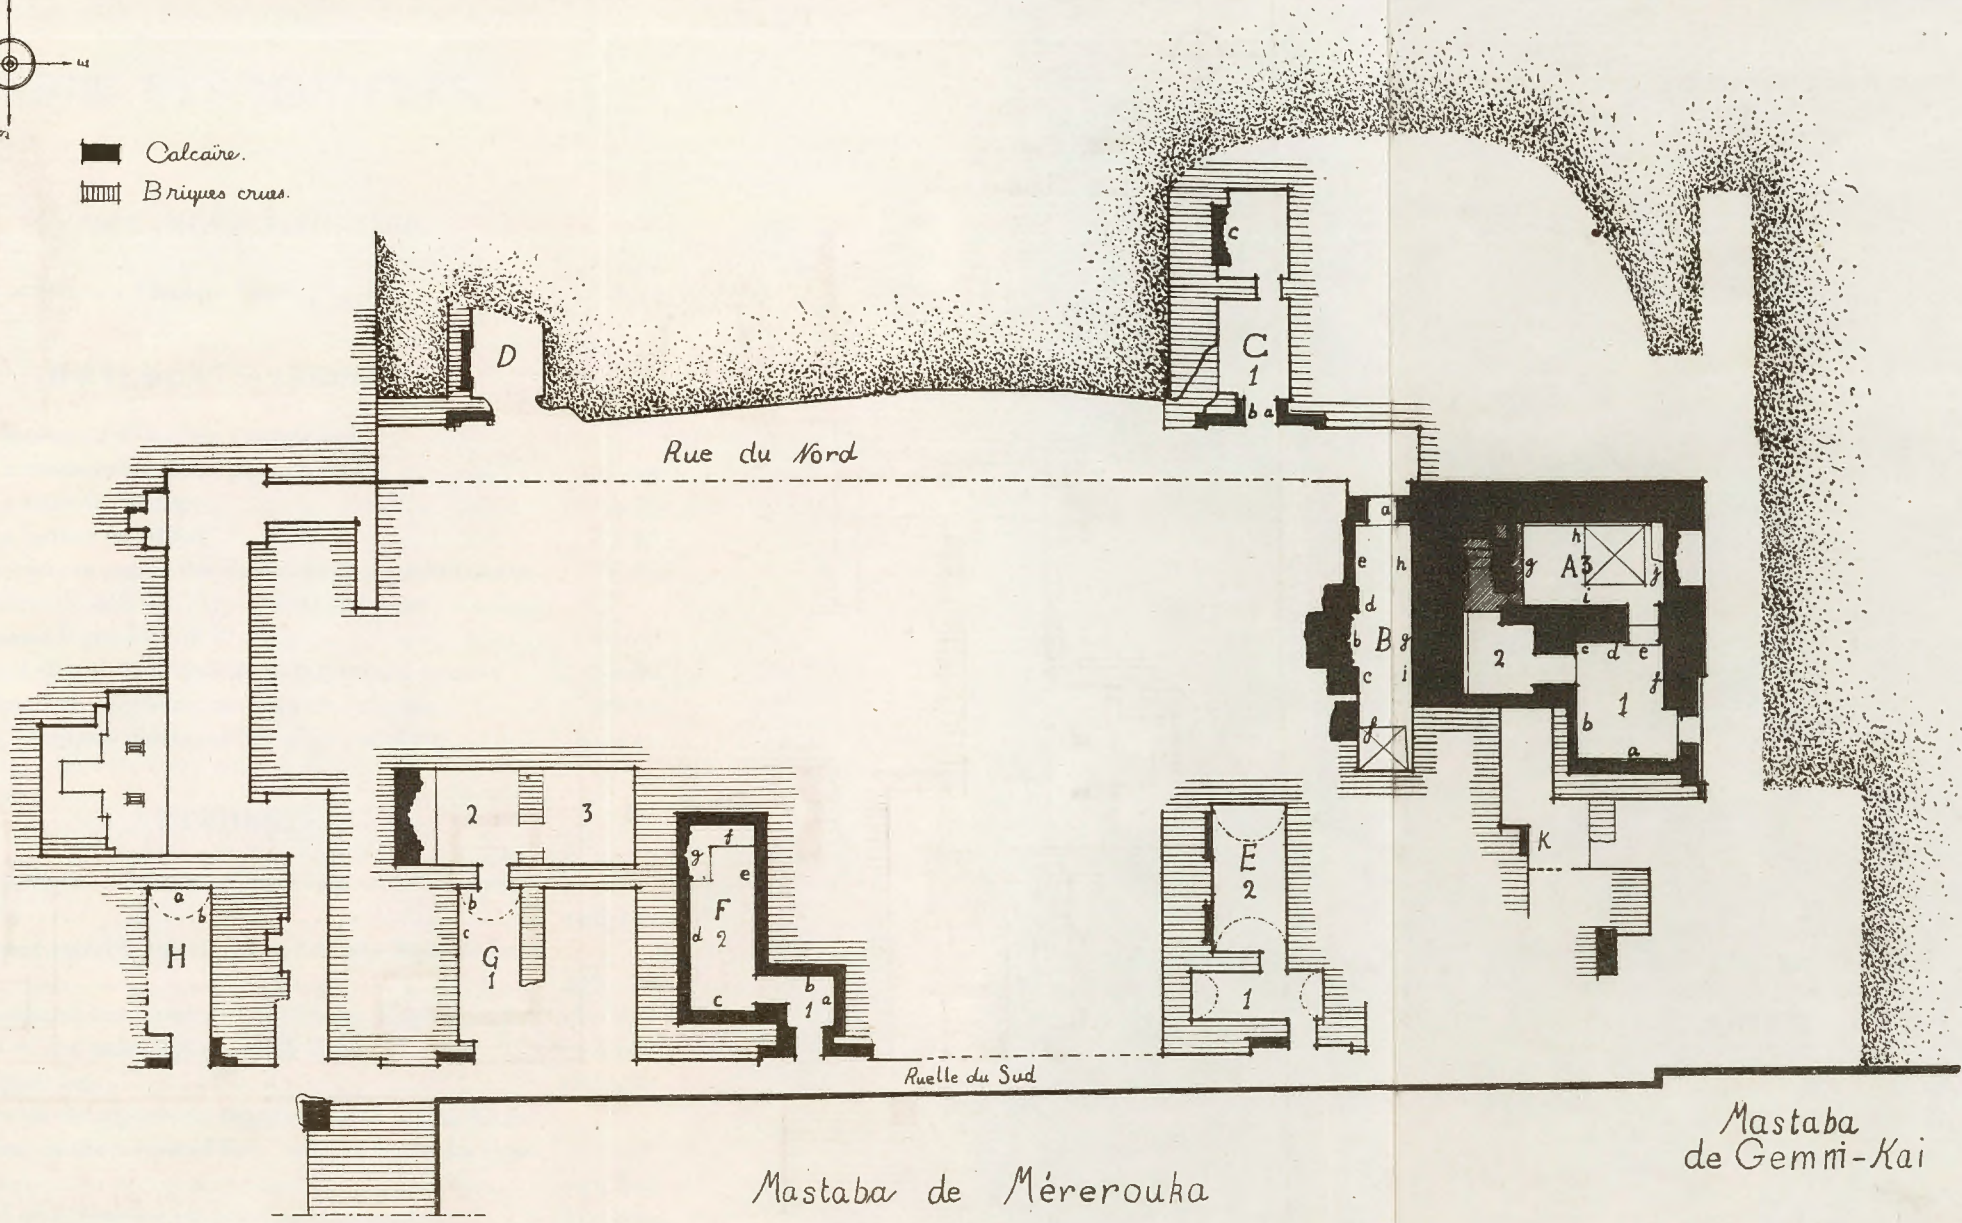 E
S
Calcaire.
Briques crues.
c
D
C
1
b a
Rue du Nord
a
e h
d
b B g
c i
f
h
g A3 j
i
2
c d e
f
1
b
a
K
2 3
g f
e
F
2
d
c
b
a
1
E
2
1
a
b
H
b
c
G
1
Ruelle du Sud
Mastaba
de Gemni-Kai
Mastaba de Mérerouka